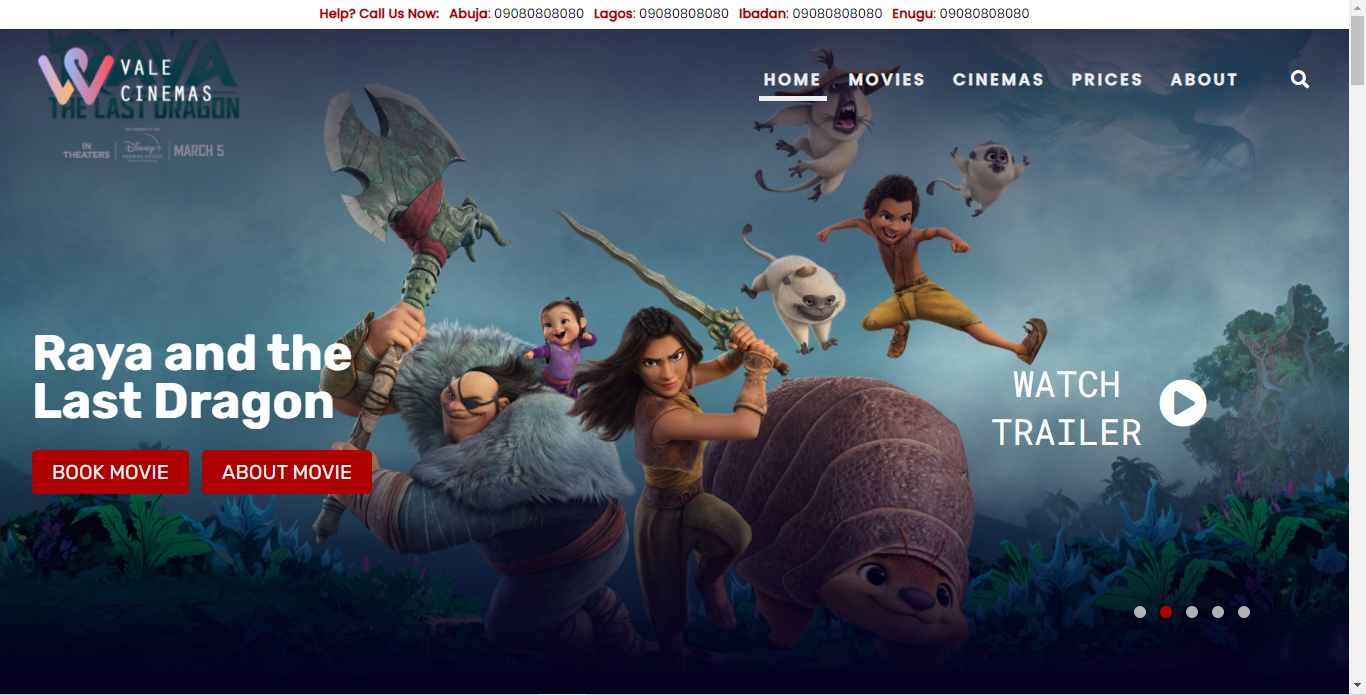 Help? Call Us Now: Abuja: 09080808080 Lagos: 09080808080 Ibadan: 09080808080 Enugu: 09080808080
VALE
CINEMAS
HOME MOVIES CINEMAS PRICES ABOUT
RAYA
THE LAST DRAGON
IN
THEATERS
Disney+
MARCH 5
Raya and the
Last Dragon
BOOK MOVIE ABOUT MOVIE
WATCH
TRAILER